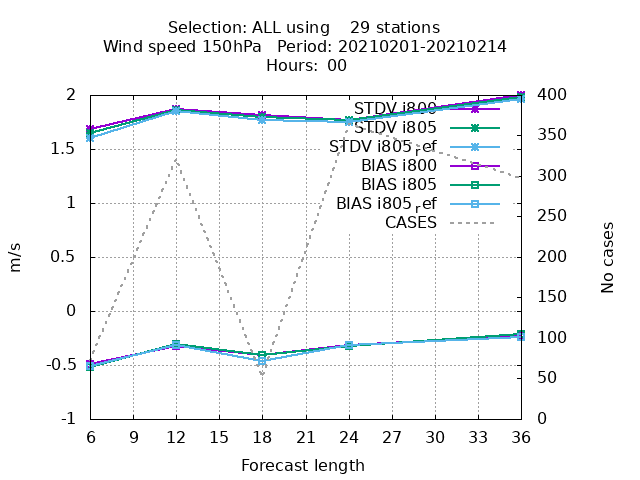 Selection: ALL using    29 stations
Wind speed 150hPa   Period: 20210201-20210214
Hours:  00
2
1.5
1
0.5
0
-0.5
-1
m/s
STDV i800
STDV i805
STDV i805ref
BIAS i800
BIAS i805
BIAS i805ref
CASES
400
350
300
250
200
150
100
50
0
No cases
6 9 12 15 18 21 24 27 30 33 36
Forecast length